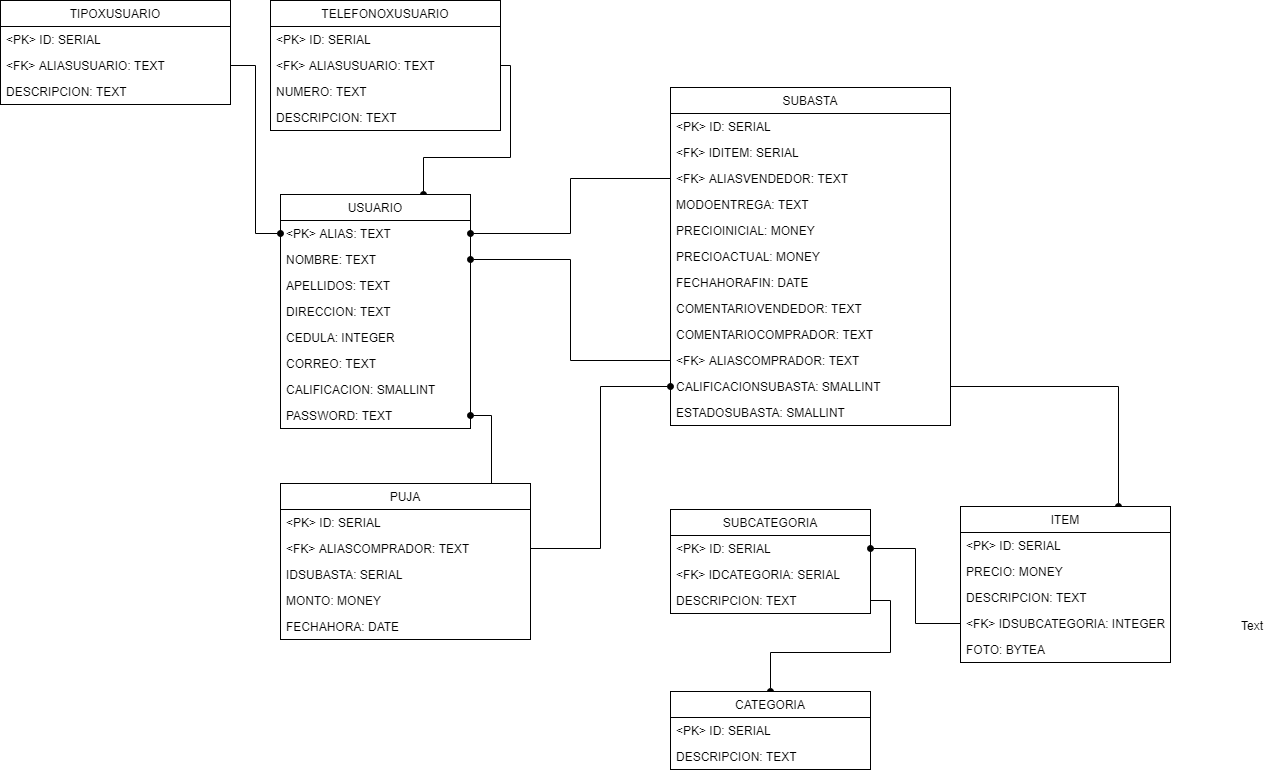 TIPOXUSUARIO
<PK> ID: SERIAL
<FK> ALIASUSUARIO: TEXT
DESCRIPCION: TEXT
TELEFONOXUSUARIO
<PK> ID: SERIAL
<FK> ALIASUSUARIO: TEXT
NUMERO: TEXT
DESCRIPCION: TEXT
SUBASTA
<PK> ID: SERIAL
<FK> IDITEM: SERIAL
<FK> ALIASVENDEDOR: TEXT
MODOENTREGA: TEXT
PRECIOINICIAL: MONEY
PRECIOACTUAL: MONEY
FECHAHORAFIN: DATE
COMENTARIOVENDEDOR: TEXT
COMENTARIOCOMPRADOR: TEXT
<FK> ALIASCOMPRADOR: TEXT
CALIFICACIONSUBASTA: SMALLINT
ESTADOSUBASTA: SMALLINT
USUARIO
<PK> ALIAS: TEXT
NOMBRE: TEXT
APELLIDOS: TEXT
DIRECCION: TEXT
CEDULA: INTEGER
CORREO: TEXT
CALIFICACION: SMALLINT
PASSWORD: TEXT
PUJA
<PK> ID: SERIAL
<FK> ALIASCOMPRADOR: TEXT
IDSUBASTA: SERIAL
MONTO: MONEY
FECHAHORA: DATE
SUBCATEGORIA
<PK> ID: SERIAL
<FK> IDCATEGORIA: SERIAL
DESCRIPCION: TEXT
ITEM
<PK> ID: SERIAL
PRECIO: MONEY
DESCRIPCION: TEXT
<FK> IDSUBCATEGORIA: INTEGER
FOTO: BYTEA
Text
CATEGORIA
<PK> ID: SERIAL
DESCRIPCION: TEXT